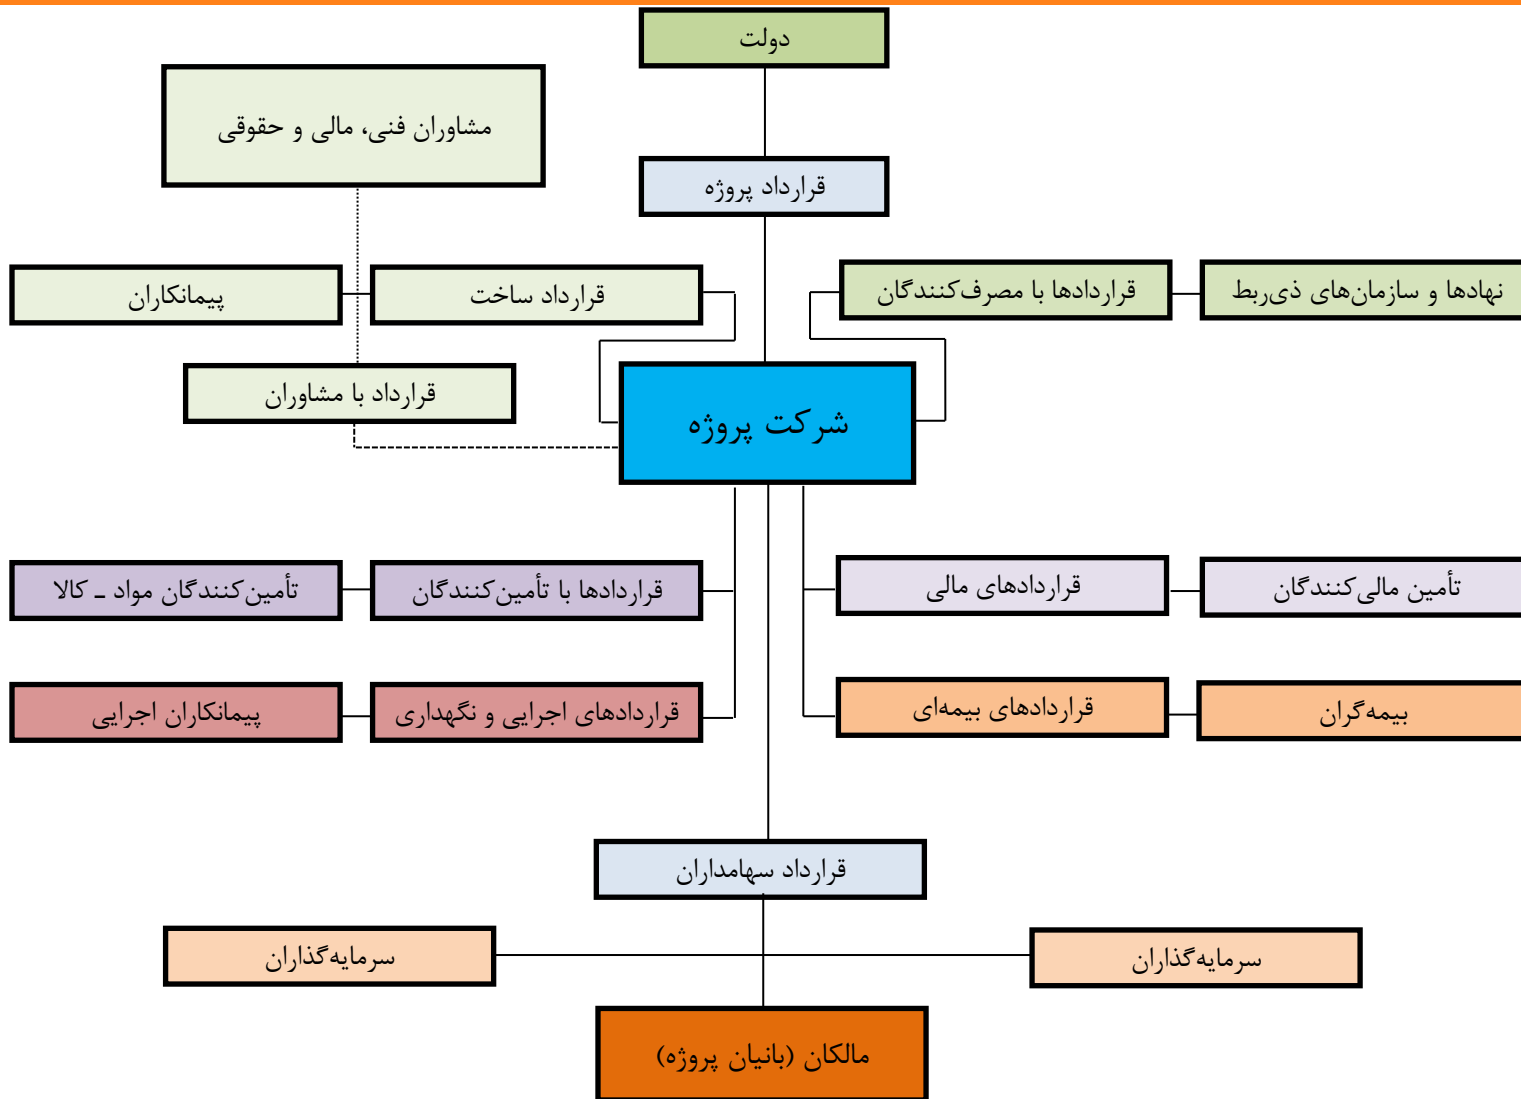 دولت
مشاوران فنی، مالی و حقوقی
قرارداد پروژه
نهادها و سازمان‌های ذی‌ربط
قراردادها با مصرف‌کنندگان
قرارداد ساخت
پیمانکاران
قرارداد با مشاوران
شرکت پروژه
تأمین مالی‌کنندگان
قراردادهای مالی
قراردادها با تأمین‌کنندگان
تأمین‌کنندگان مواد ـ کالا
بیمه‌گران
قراردادهای بیمه‌ای
قراردادهای اجرایی و نگهداری
پیمانکاران اجرایی
قرارداد سهامداران
سرمایه‌گذاران
سرمایه‌گذاران
مالکان (بانیان پروژه)